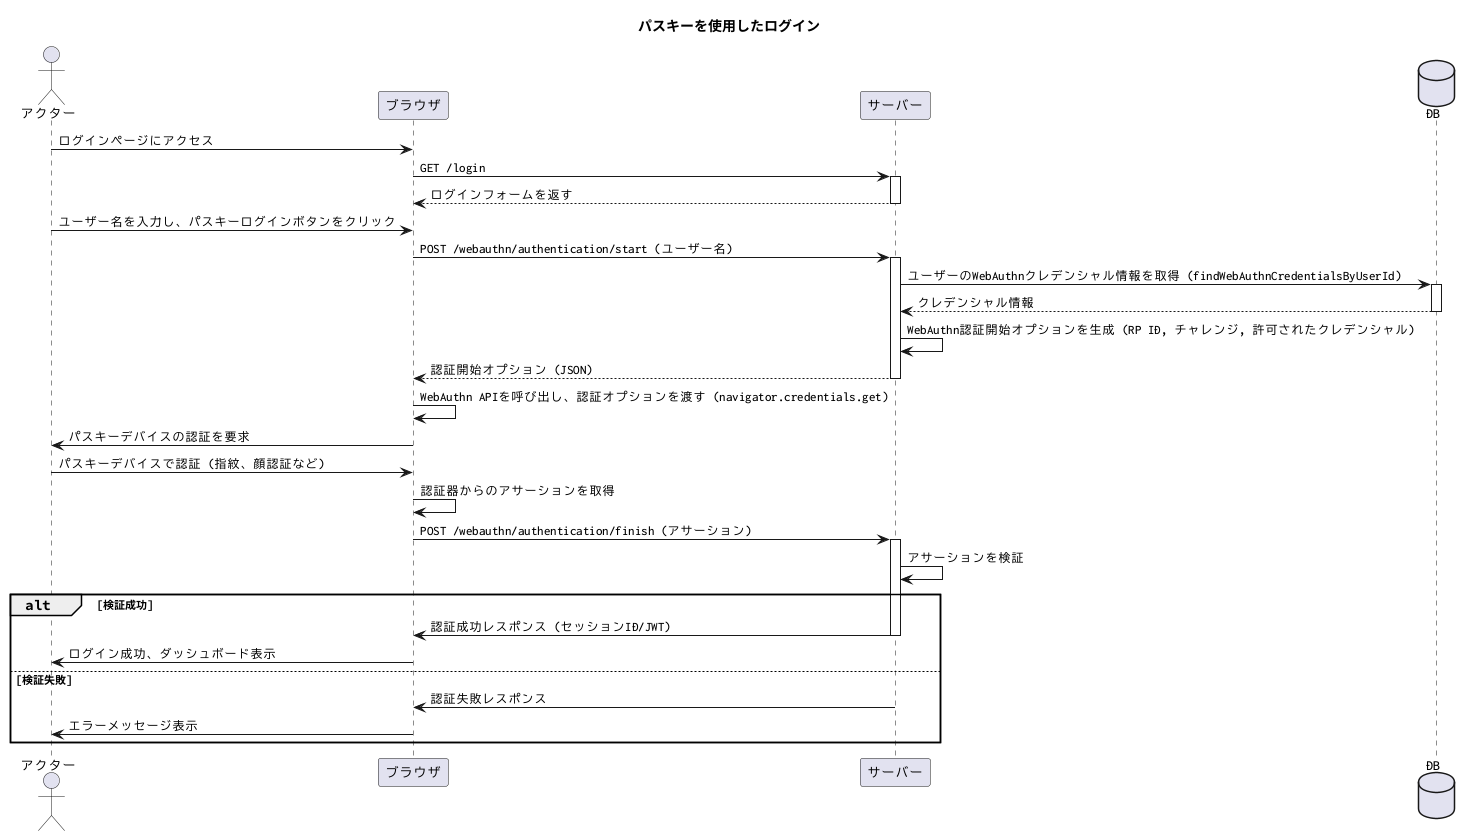 パスキーを使用したログイン
アクター
ブラウザ
サーバー
DB
ログインページにアクセス
GET /login
ログインフォームを返す
ユーザー名を入力し、パスキーログインボタンをクリック
POST /webauthn/authentication/start (ユーザー名)
ユーザーのWebAuthnクレデンシャル情報を取得 (findWebAuthnCredentialsByUserId)
クレデンシャル情報
WebAuthn認証開始オプションを生成 (RP ID, チャレンジ, 許可されたクレデンシャル)
認証開始オプション (JSON)
WebAuthn APIを呼び出し、認証オプションを渡す (navigator.credentials.get)
パスキーデバイスの認証を要求
パスキーデバイスで認証 (指紋、顔認証など)
認証器からのアサーションを取得
POST /webauthn/authentication/finish (アサーション)
アサーションを検証
alt [検証成功]
認証成功レスポンス (セッションID/JWT)
ログイン成功、ダッシュボード表示
[検証失敗]
認証失敗レスポンス
エラーメッセージ表示
アクター
ブラウザ
サーバー
DB